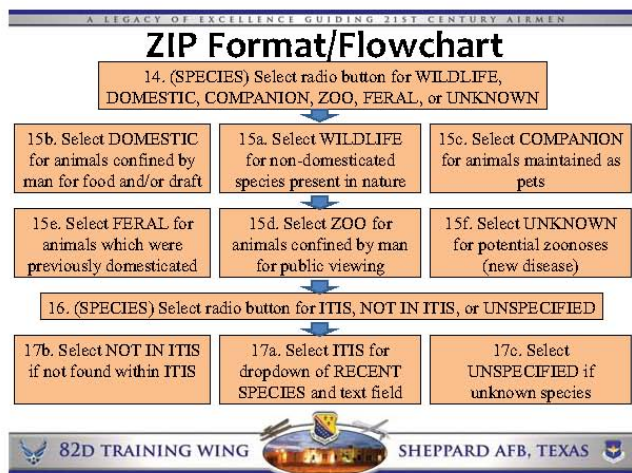 A LEGACY OF EXCELLENCE GUIDING 21ST CENTURY AIRMEN
ZIP Format/Flowchart
14. (SPECIES) Select radio button for WILDLIFE,
DOMESTIC, COMPANION, ZOO, FERAL, or UNKNOWN
15b. Select DOMESTIC
for animals confined by
man for food and/or draft
15a. Select WILDLIFE
for non-domesticated
species present in nature
15c. Select COMPANION
for animals maintained as
pets
15e. Select FERAL for
animals which were
previously domesticated
15d. Select ZOO for
animals confined by man
for public viewing
15f. Select UNKNOWN
for potential zoonoses
(new disease)
16. (SPECIES) Select radio button for ITIS, NOT IN ITIS, or UNSPECIFIED
17b. Select NOT IN ITIS
if not found within ITIS
17a. Select ITIS for
dropdown of RECENT
SPECIES and text field
17c. Select
UNSPECIFIED if
unknown species
82D TRAINING WING
SHEPPARD AFB, TEXAS